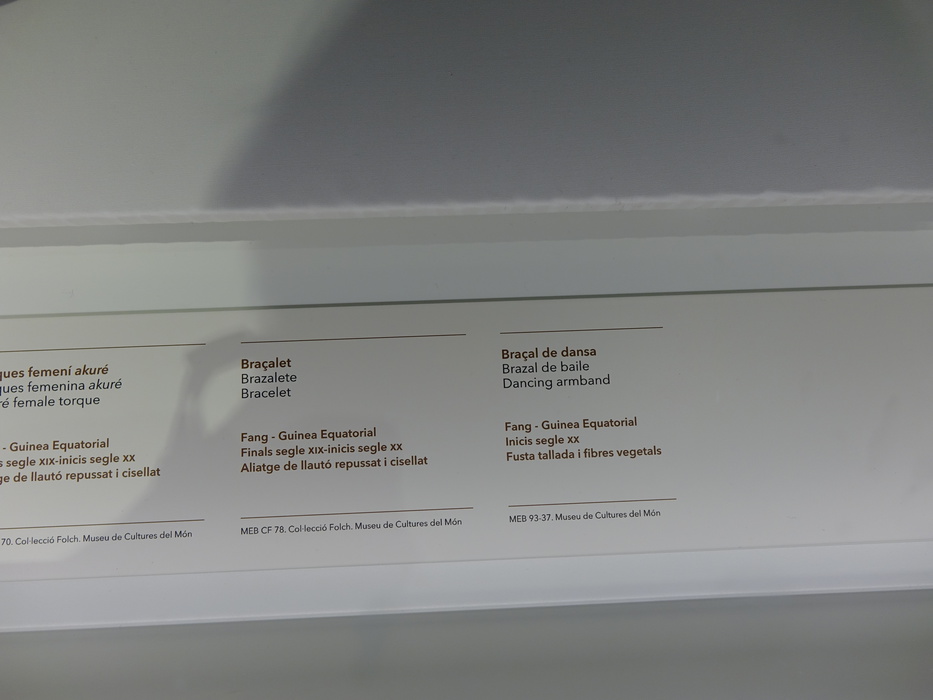 femení akuré
femenina akuré
female torque
- Guinea Equatorial
segle XIX-inicis segle XX
de llautó repussat i cisellat
70. Col·lecció Folch. Museu de Cultures del Món
Braçalet
Brazalete
Bracelet
Fang - Guinea Equatorial
Finals segle XIX-inicis segle XX
Aliatge de llautó repussat i cisellat
MEB CF 78. Col·lecció Folch. Museu de Cultures del Món
Braçal de dansa
Brazal de baile
Dancing armband
Fang - Guinea Equatorial
Inicis segle XX
Fusta tallada i fibres vegetals
MEB 93-37. Museu de Cultures del Món